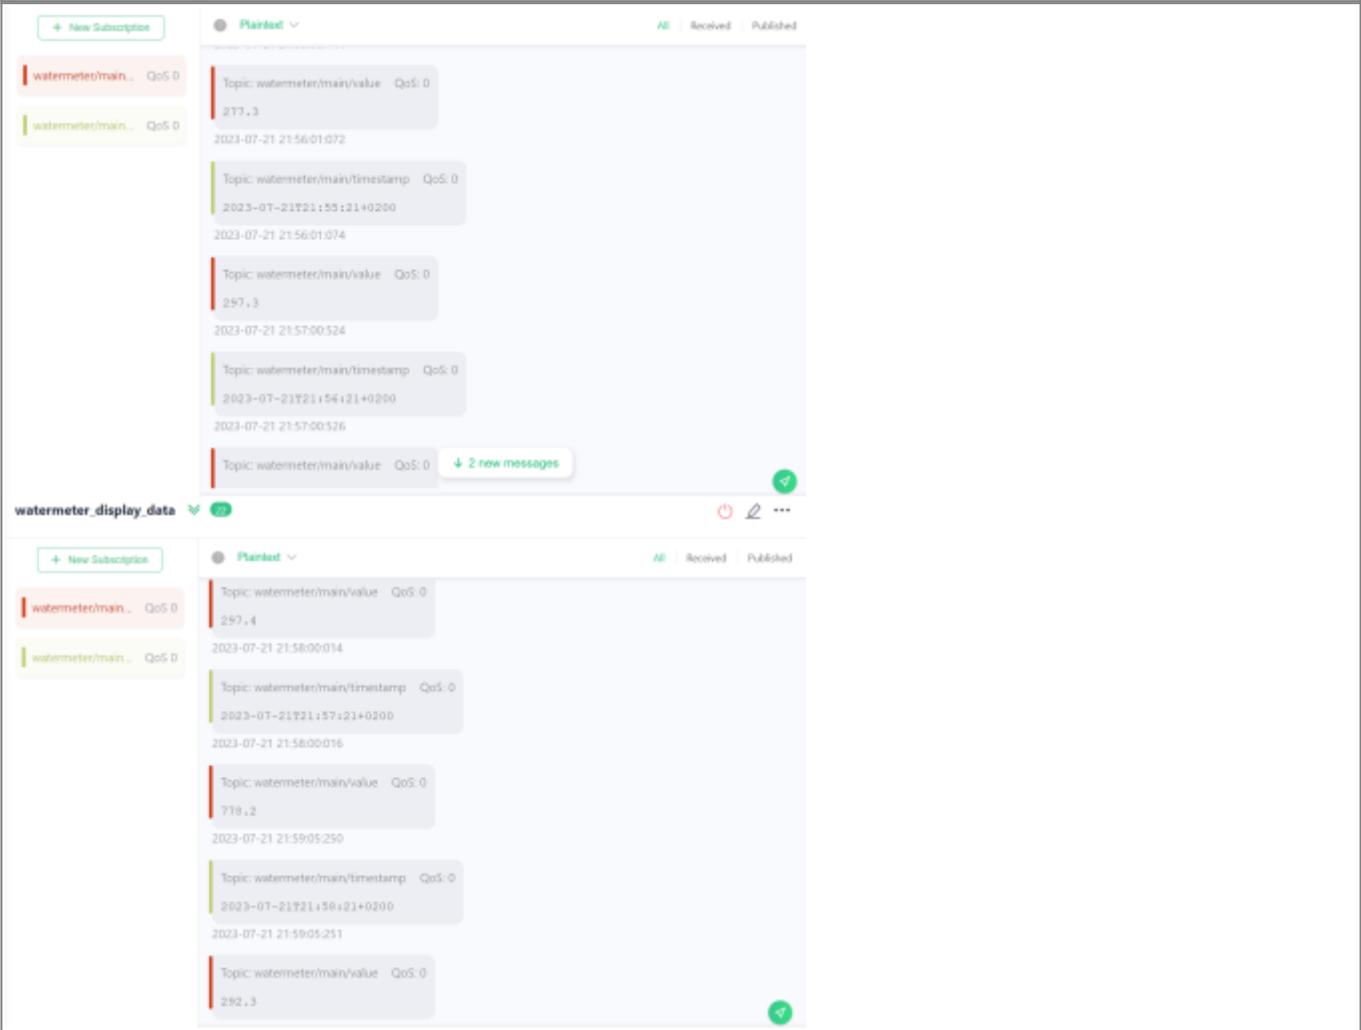 + New Subscription
Plaintext
All Received Published
watermeter/main... QoS 0
watermeter/main... QoS 0
Topic: watermeter/main/value QoS: 0
277.3
2023-07-21 21:56:01:072
Topic: watermeter/main/timestamp QoS: 0
2023-07-21T21:55:21+0200
2023-07-21 21:56:01:074
Topic: watermeter/main/value QoS: 0
297.3
2023-07-21 21:57:00:524
Topic: watermeter/main/timestamp QoS: 0
2023-07-21T21:56:21+0200
2023-07-21 21:57:00:526
Topic: watermeter/main/value QoS: 0
2 new messages
watermeter_display_data 22
+ New Subscription
Plaintext
All Received Published
watermeter/main... QoS 0
watermeter/main... QoS 0
Topic: watermeter/main/value QoS: 0
297.4
2023-07-21 21:58:00:014
Topic: watermeter/main/timestamp QoS: 0
2023-07-21T21:57:21+0200
2023-07-21 21:58:00:016
Topic: watermeter/main/value QoS: 0
778.2
2023-07-21 21:59:05:250
Topic: watermeter/main/timestamp QoS: 0
2023-07-21T21:58:21+0200
2023-07-21 21:59:05:251
Topic: watermeter/main/value QoS: 0
292.3